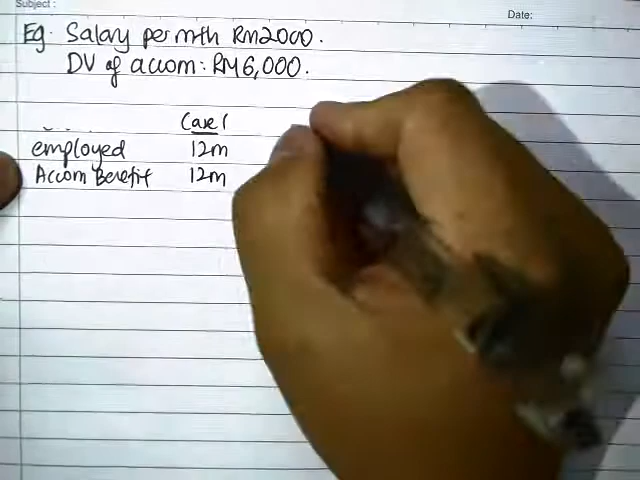 Subject :
Date:
Eg. Salary per mth RM2000.
DV of accom: RM6,000.
Case 1
employed 12m
Accom Benefit 12m